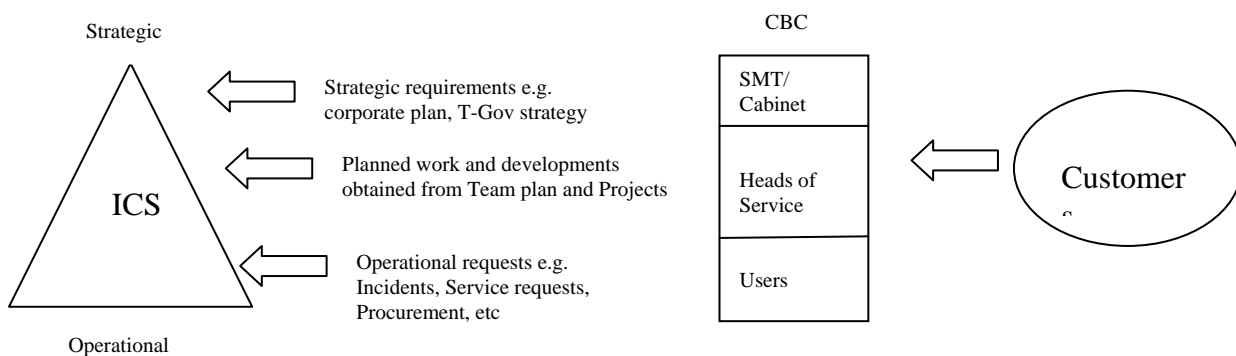 Strategic
Strategic requirements e.g.
corporate plan, T-Gov strategy
Planned work and developments
obtained from Team plan and Projects
ICS
Operational requests e.g.
Incidents, Service requests,
Procurement, etc
Operational
CBC
SMT/
Cabinet
Heads of
Service
Users
Customer